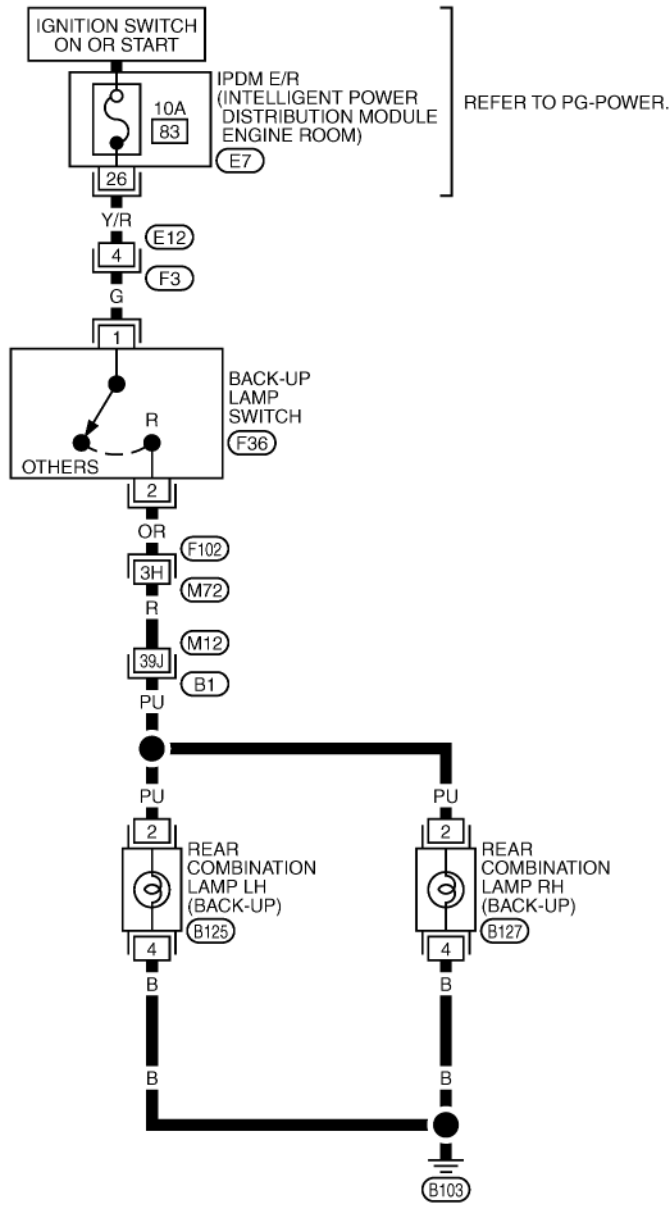 IGNITION SWITCH
ON OR START
IPDM E/R
(INTELLIGENT POWER
DISTRIBUTION MODULE
ENGINE ROOM)
E7
REFER TO PG-POWER.
10A
83
26
Y/R
E12
4
F3
G
1
BACK-UP
LAMP
SWITCH
F36
R
OTHERS
2
OR
F102
3H
M72
R
M12
39J
B1
PU
PU
PU
2
REAR
COMBINATION
LAMP LH
(BACK-UP)
B125
4
2
REAR
COMBINATION
LAMP RH
(BACK-UP)
B127
4
B
B
B
B
B103